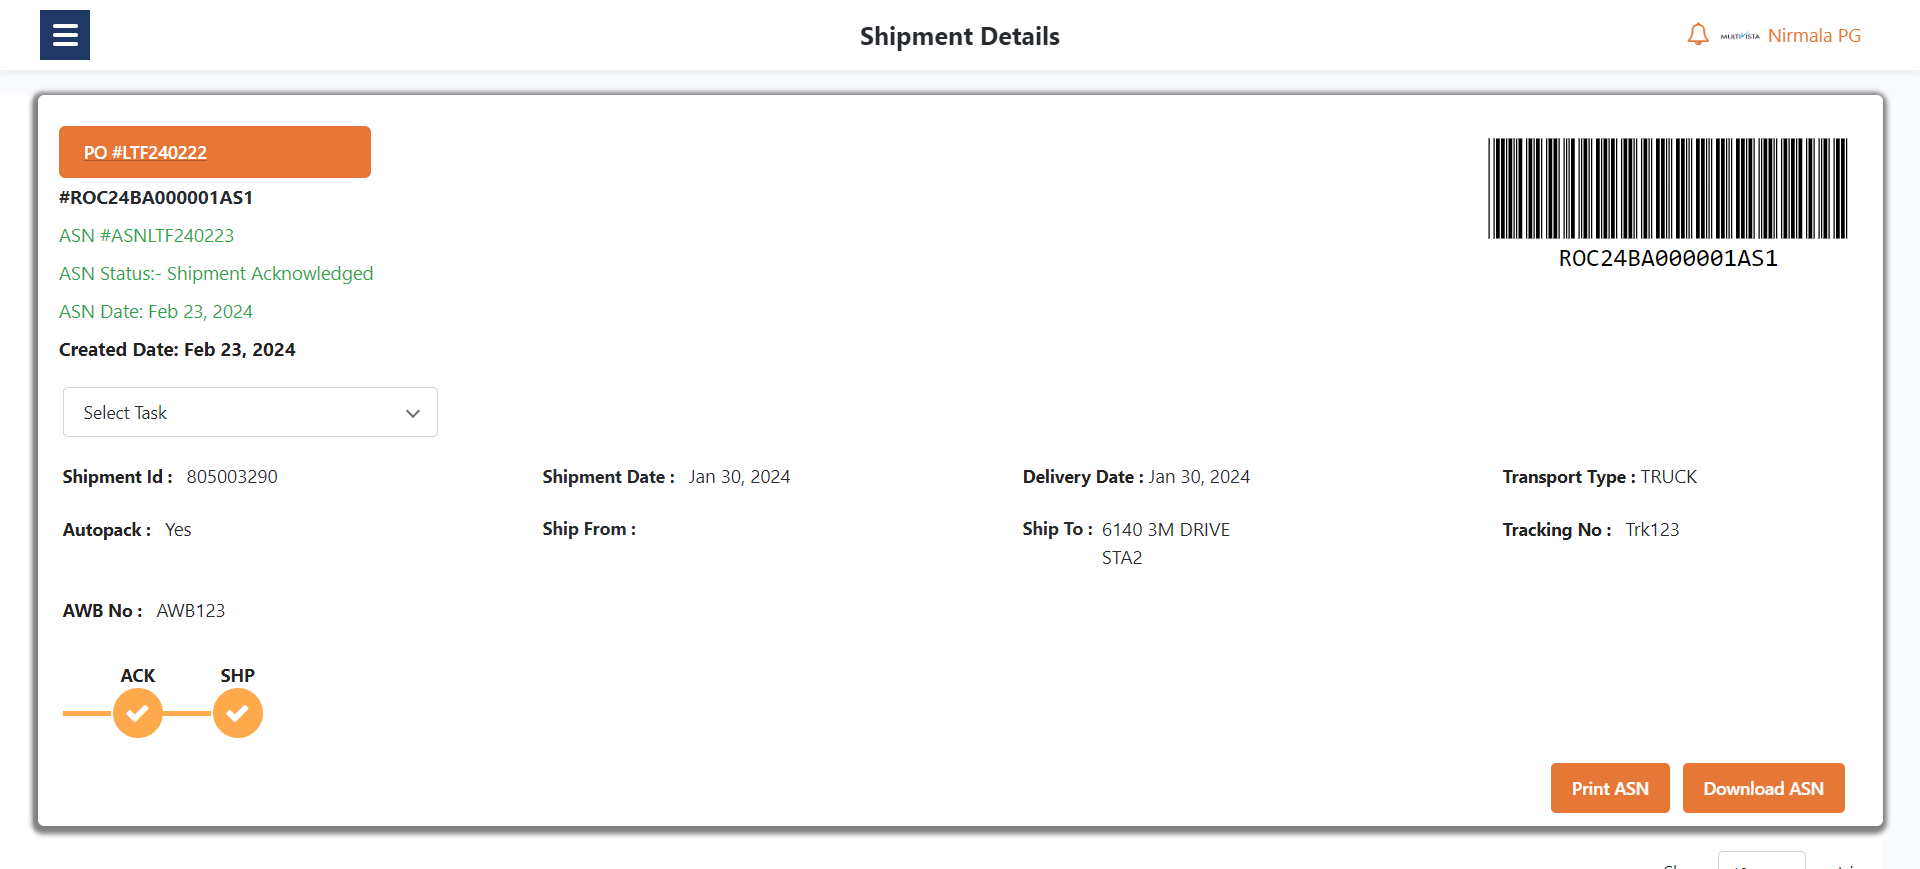 Shipment Details
MULTIVISTA Nirmala PG
PO #LTF240222
#ROC24BA000001AS1
ASN #ASNLTF240223
ASN Status:- Shipment Acknowledged
ASN Date: Feb 23, 2024
Created Date: Feb 23, 2024
ROC24BA000001AS1
Select Task
Shipment Id : 805003290
Shipment Date : Jan 30, 2024
Delivery Date : Jan 30, 2024
Transport Type : TRUCK
Autopack : Yes
Ship From :
Ship To : 6140 3M DRIVE
STA2
Tracking No : Trk123
AWB No : AWB123
ACK
SHP
Print ASN
Download ASN